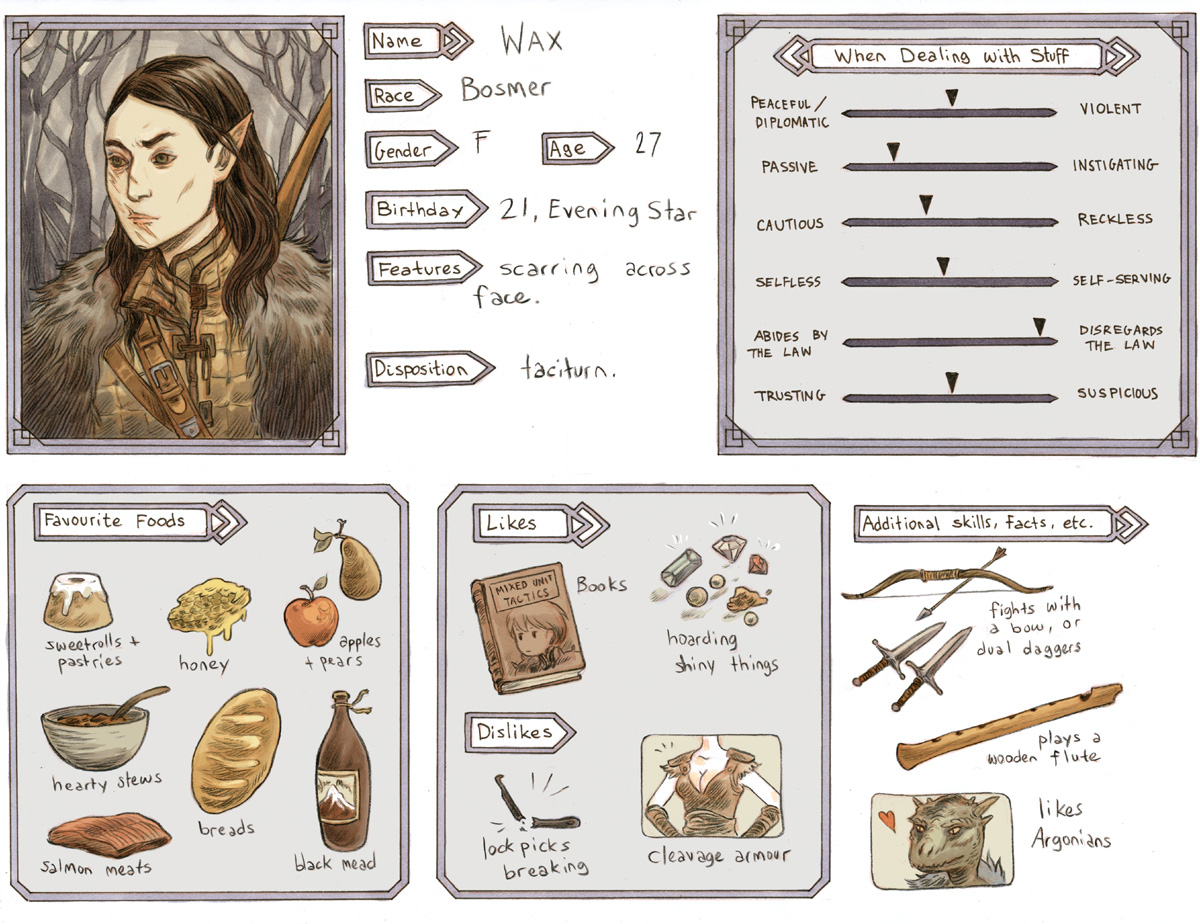 Name
WAX
Race
Bosmer
Gender
F
Age
27
Birthday
21, Evening Star
Features
scarring across
face.
Disposition
taciturn.
When Dealing with Stuff
PEACEFUL /
DIPLOMATIC
VIOLENT
PASSIVE
INSTIGATING
CAUTIOUS
RECKLESS
SELFLESS
SELF-SERVING
ABIDES BY
THE LAW
DISREGARDS
THE LAW
TRUSTING
SUSPICIOUS
Favourite Foods
sweetrolls +
pastries
honey
apples
+ pears
hearty stews
breads
black mead
salmon meats
Likes
MIXED UNIT
TACTICS
Books
hoarding
shiny things
Dislikes
lock picks
breaking
cleavage armour
Additional skills, facts, etc.
fights with
a bow, or
dual daggers
plays a
wooden flute
likes
Argonians